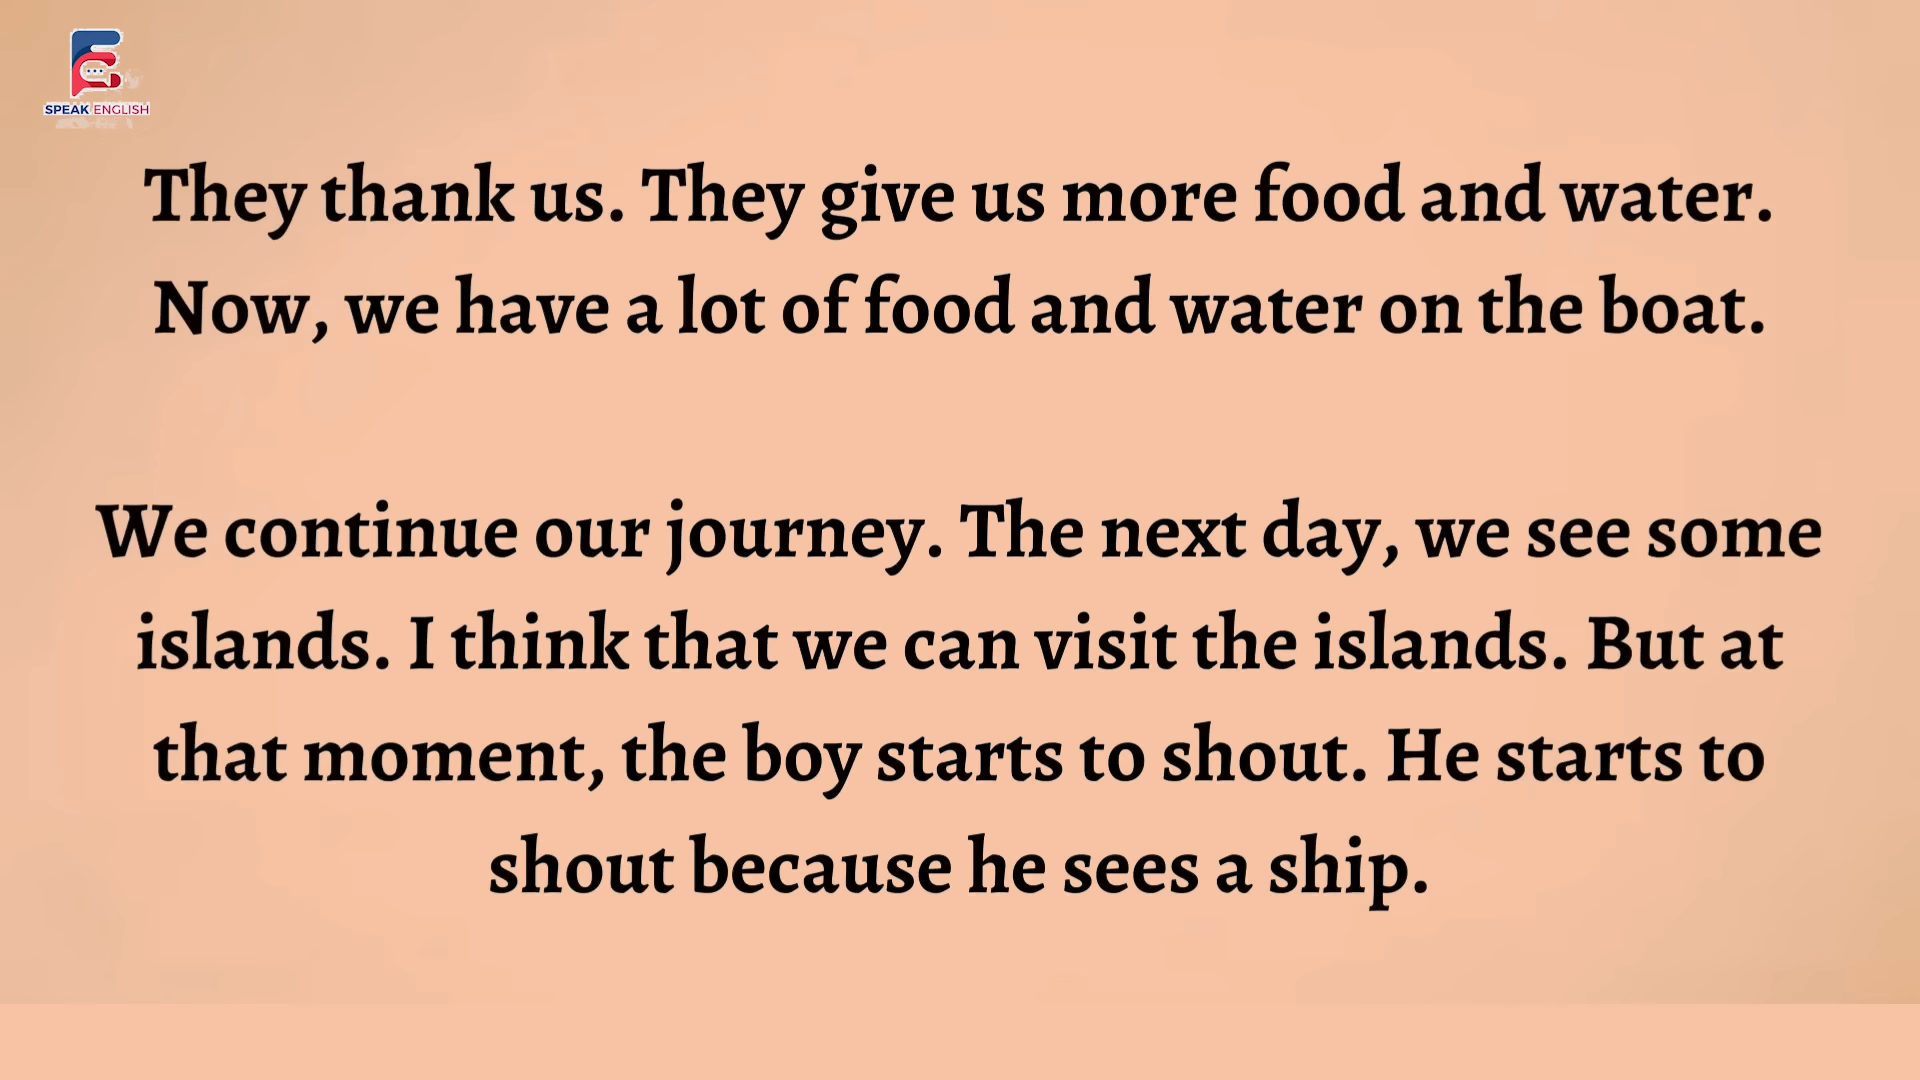 SPEAK ENGLISH
They thank us. They give us more food and water.
Now, we have a lot of food and water on the boat.
We continue our journey. The next day, we see some
islands. I think that we can visit the islands. But at
that moment, the boy starts to shout. He starts to
shout because he sees a ship.